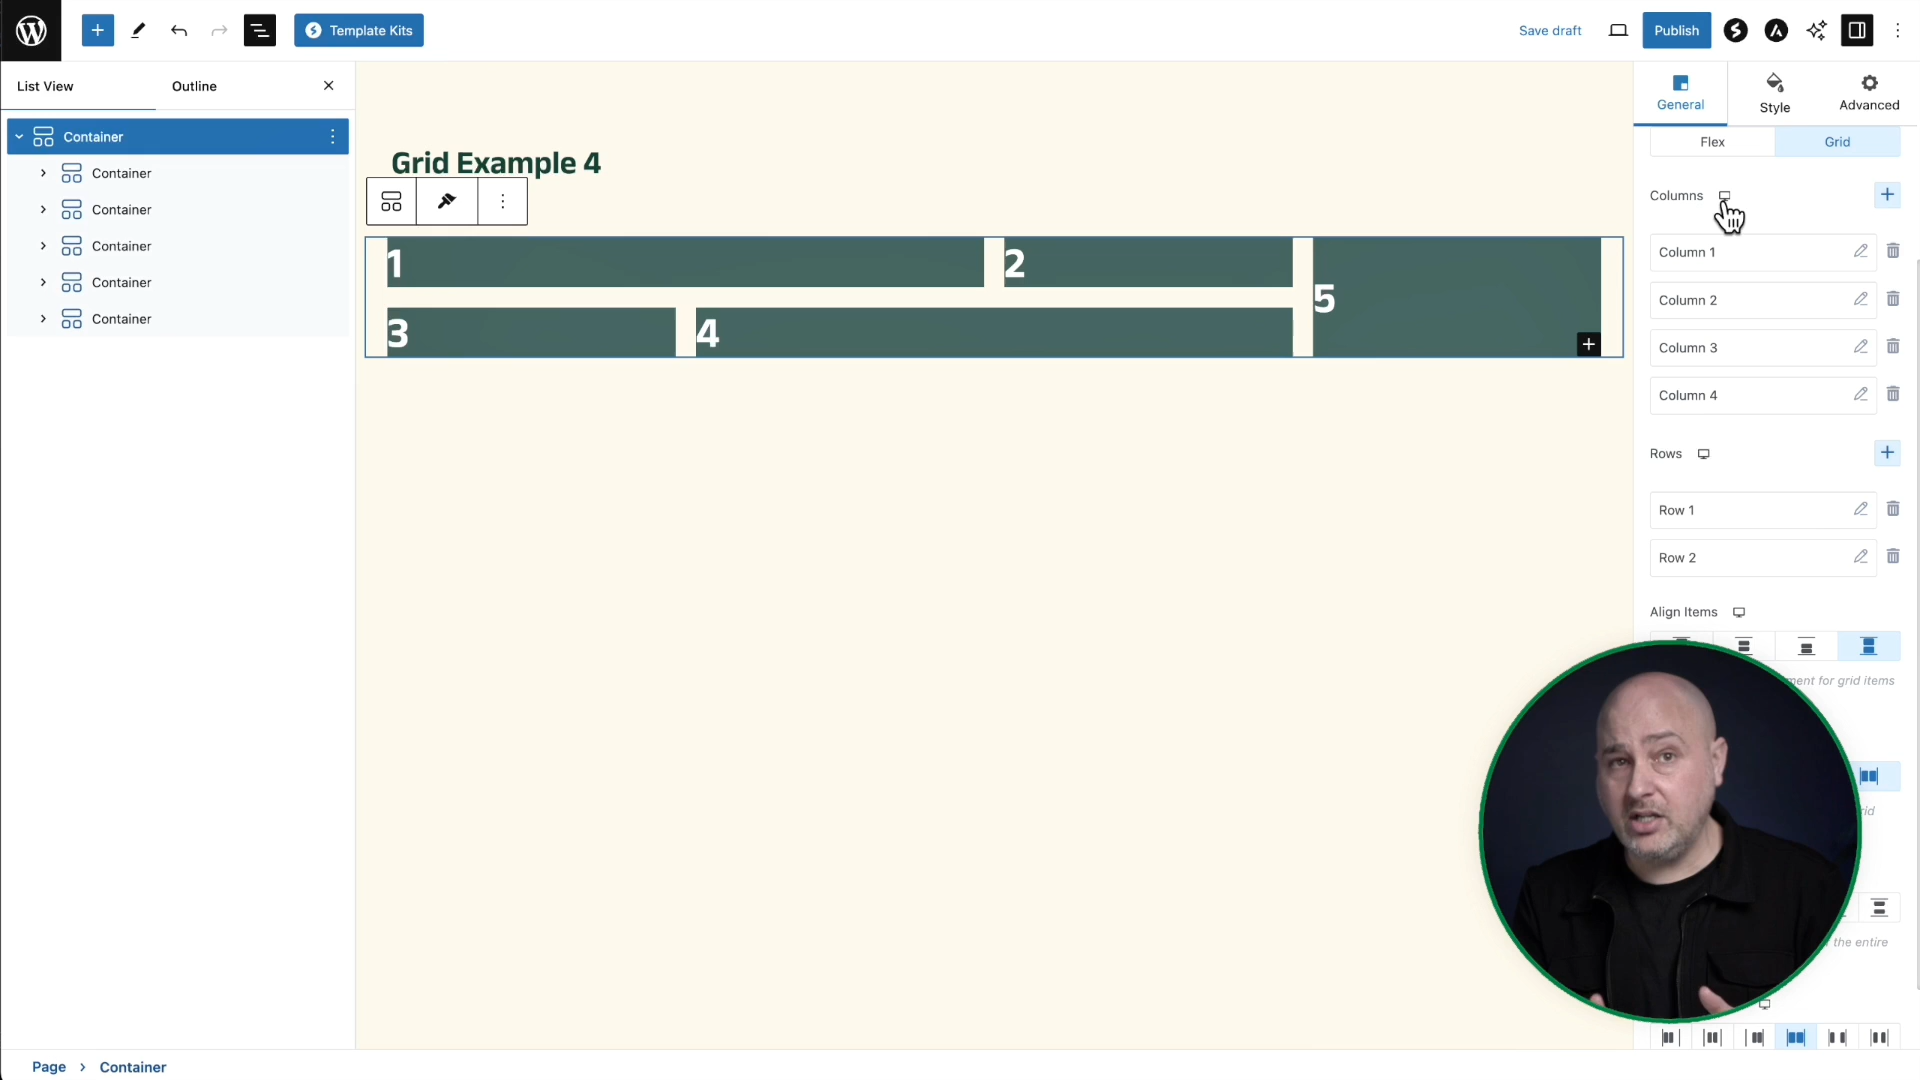 Template Kits
Save draft
Publish
List View
Outline
General
Style
Advanced
Container
Container
Container
Container
Container
Container
Grid Example 4
1
2
3
4
5
Flex
Grid
Columns
Column 1
Column 2
Column 3
Column 4
Rows
Row 1
Row 2
Align Items
ment for grid items
rid
the entire
Page > Container